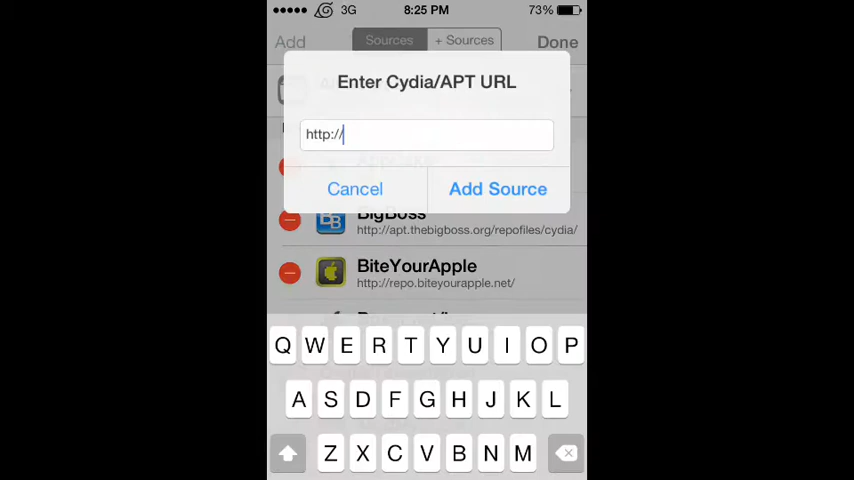 3G 8:25 PM 73%
Add Sources + Sources Done
Enter Cydia/APT URL
http://
Cancel Add Source
BigBoss
http://apt.thebigboss.org/repofiles/cydia/
BiteYourApple
http://repo.biteyourapple.net/
Q W E R T Y U I O P
A S D F G H J K L
Z X C V B N M